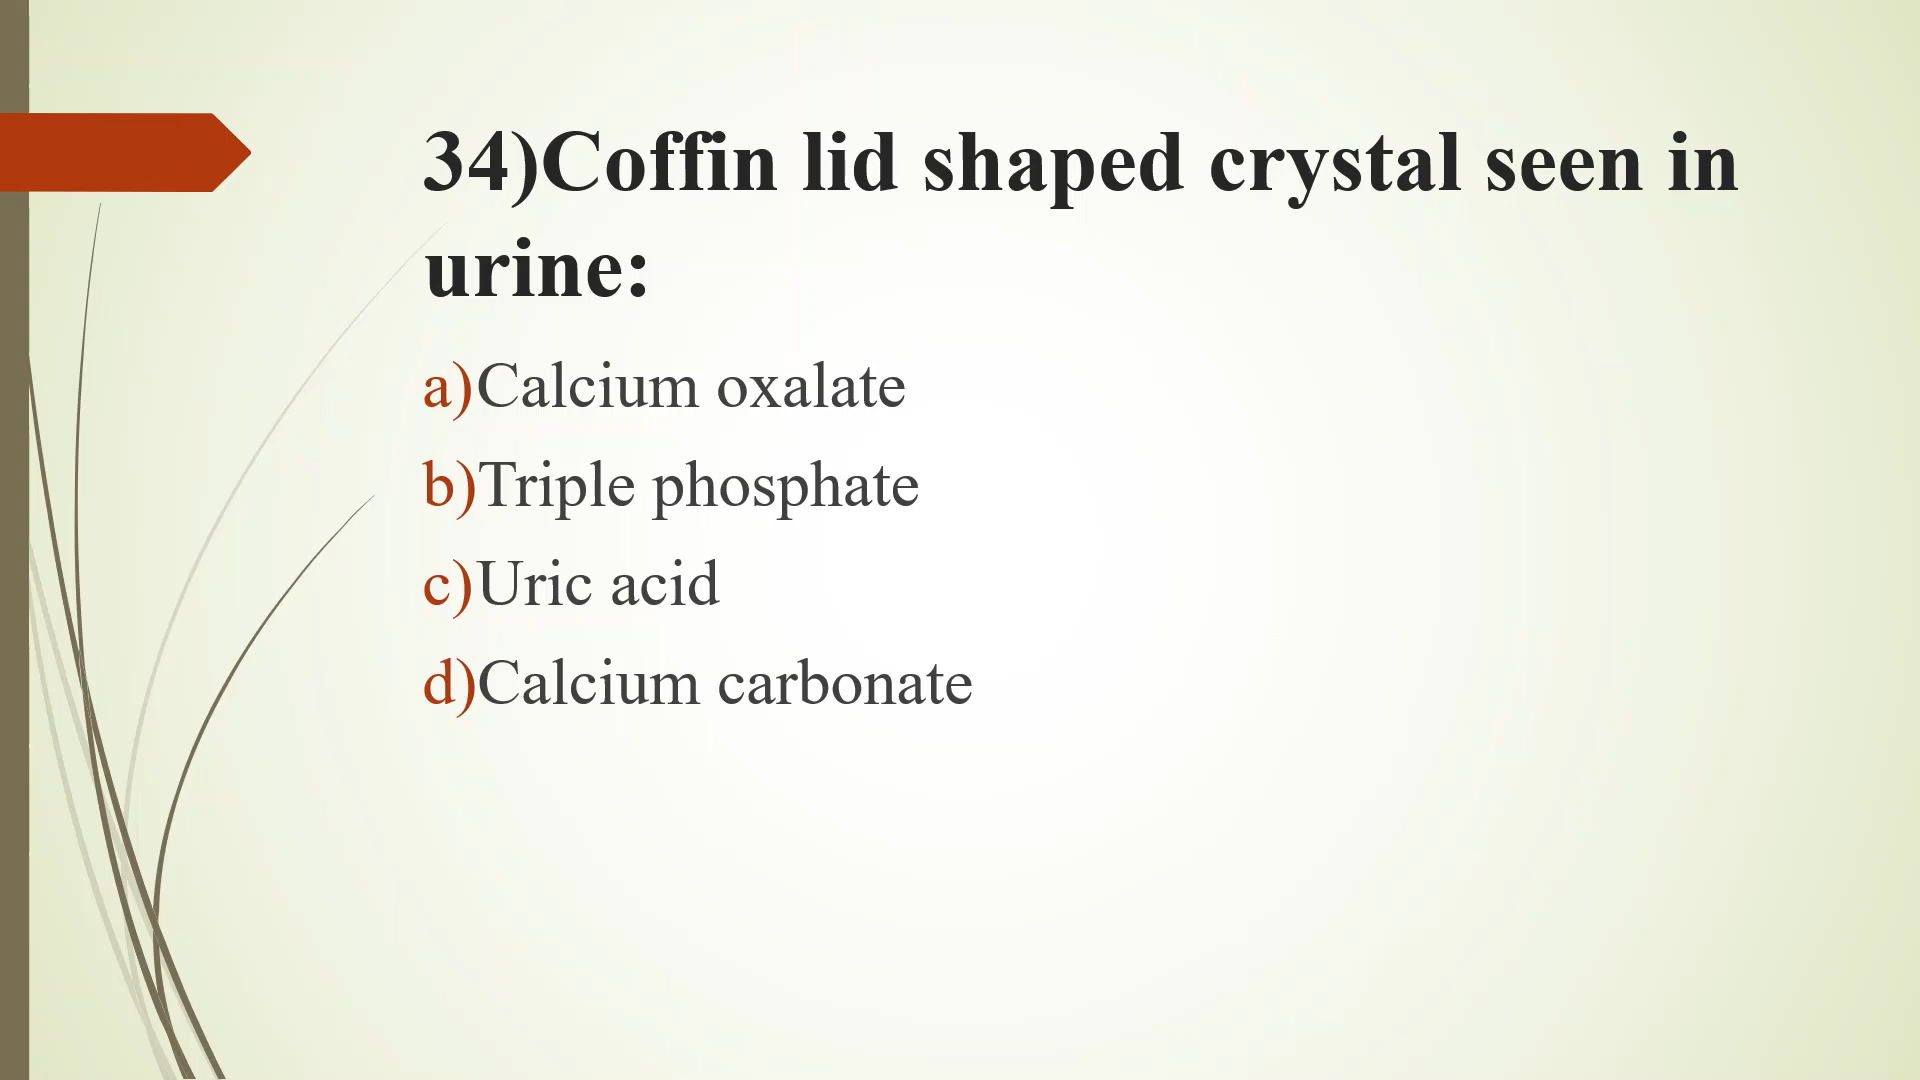 34)Coffin lid shaped crystal seen in
urine:
a)Calcium oxalate
b)Triple phosphate
c)Uric acid
d)Calcium carbonate